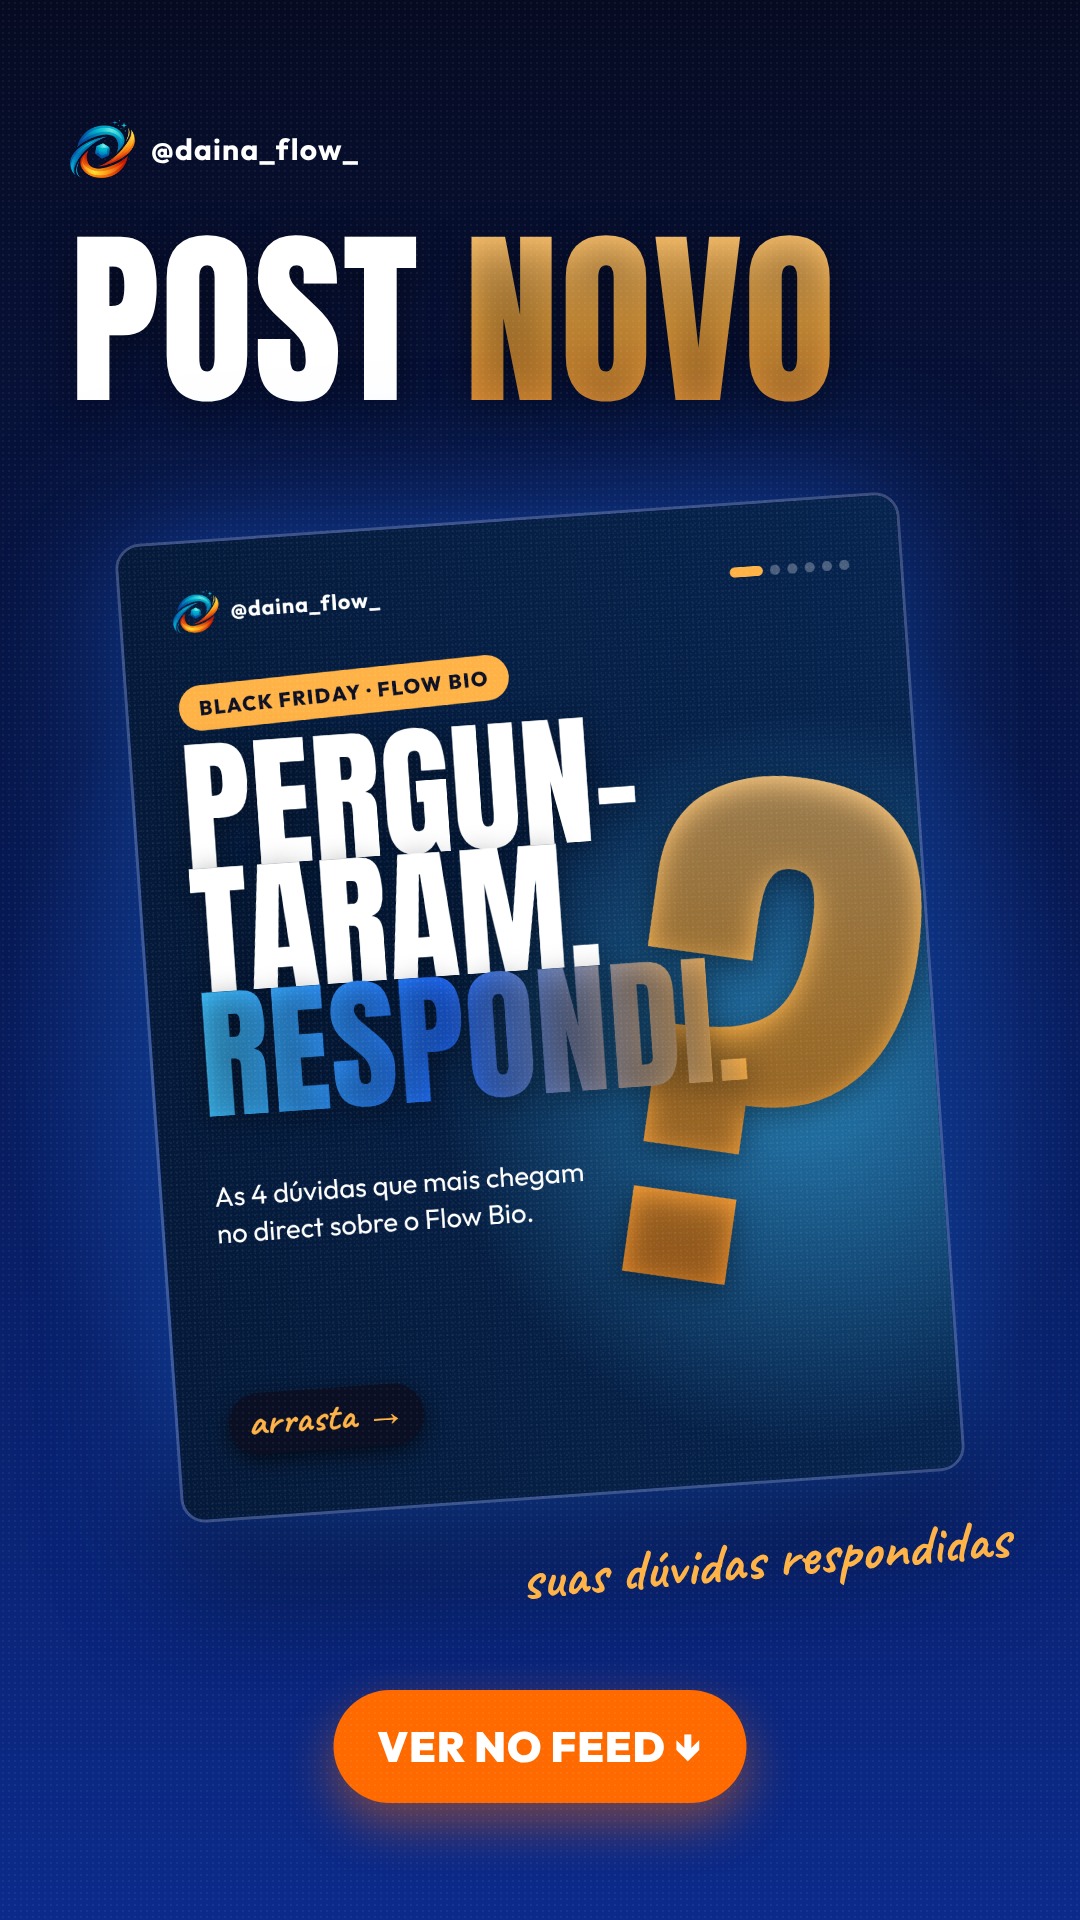 @daina_flow_
POST NOVO
@daina_flow_
BLACK FRIDAY · FLOW BIO
PERGUN-
TARAM.
RESPONDI.
?
As 4 dúvidas que mais chegam
no direct sobre o Flow Bio.
arrasta →
suas dúvidas respondidas
VER NO FEED ↓